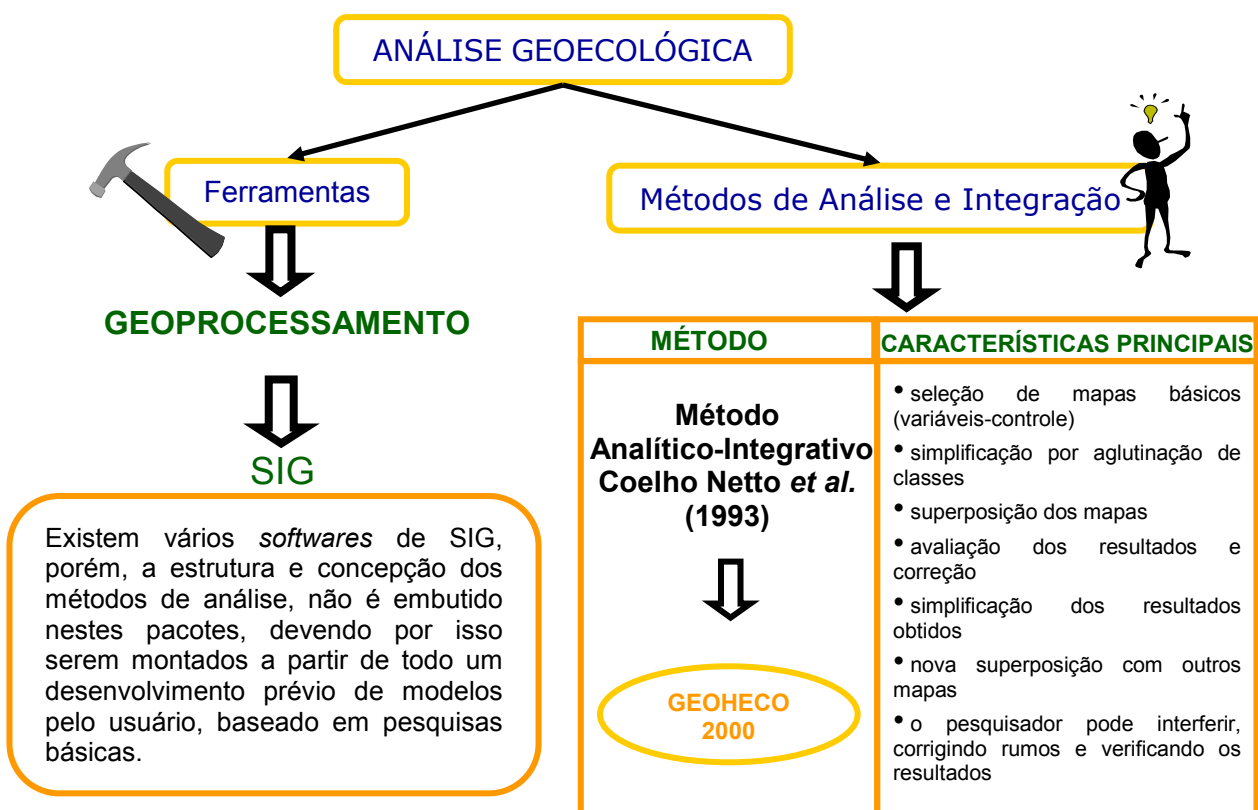 ANÁLISE GEOECOLÓGICA
Ferramentas
Métodos de Análise e Integração
GEOPROCESSAMENTO
SIG
Existem vários softwares de SIG,
porém, a estrutura e concepção dos
métodos de análise, não é embutido
nestes pacotes, devendo por isso
serem montados a partir de todo um
desenvolvimento prévio de modelos
pelo usuário, baseado em pesquisas
básicas.
MÉTODO
Método
Analítico-Integrativo
Coelho Netto et al.
(1993)
GEOHECO
2000
CARACTERÍSTICAS PRINCIPAIS
• seleção de mapas básicos
(variáveis-controle)
• simplificação por aglutinação de
classes
• superposição dos mapas
• avaliação dos resultados e
correção
• simplificação dos resultados
obtidos
• nova superposição com outros
mapas
• o pesquisador pode interferir,
corrigindo rumos e verificando os
resultados